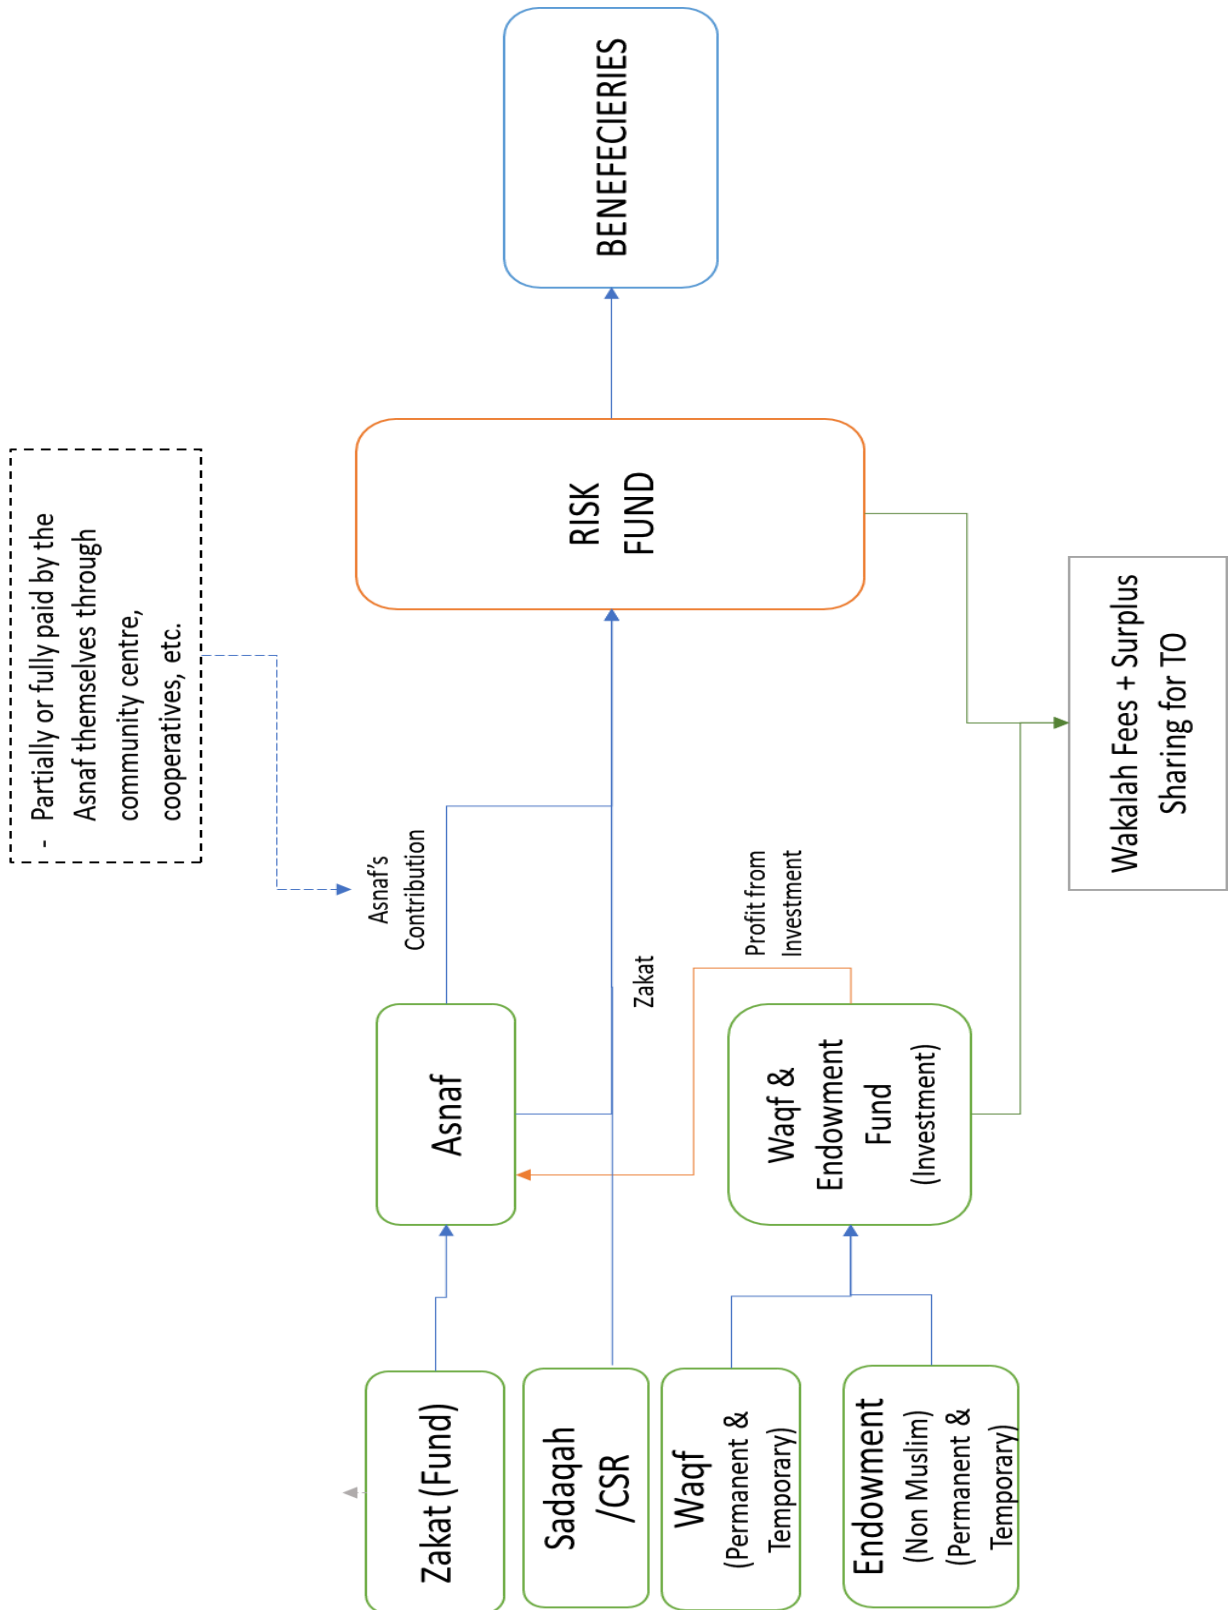 - Partially or fully paid by the
Asnaf themselves through
community centre,
cooperatives, etc.
Zakat (Fund)
Asnaf
Asnaf's
Contribution
Sadaqah
/CSR
Zakat
RISK
FUND
BENEFECIERIES
Waqf
(Permanent &
Temporary)
Profit from
Investment
Waqf &
Endowment
Fund
(Investment)
Endowment
(Non Muslim)
(Permanent &
Temporary)
Wakalah Fees + Surplus
Sharing for TO